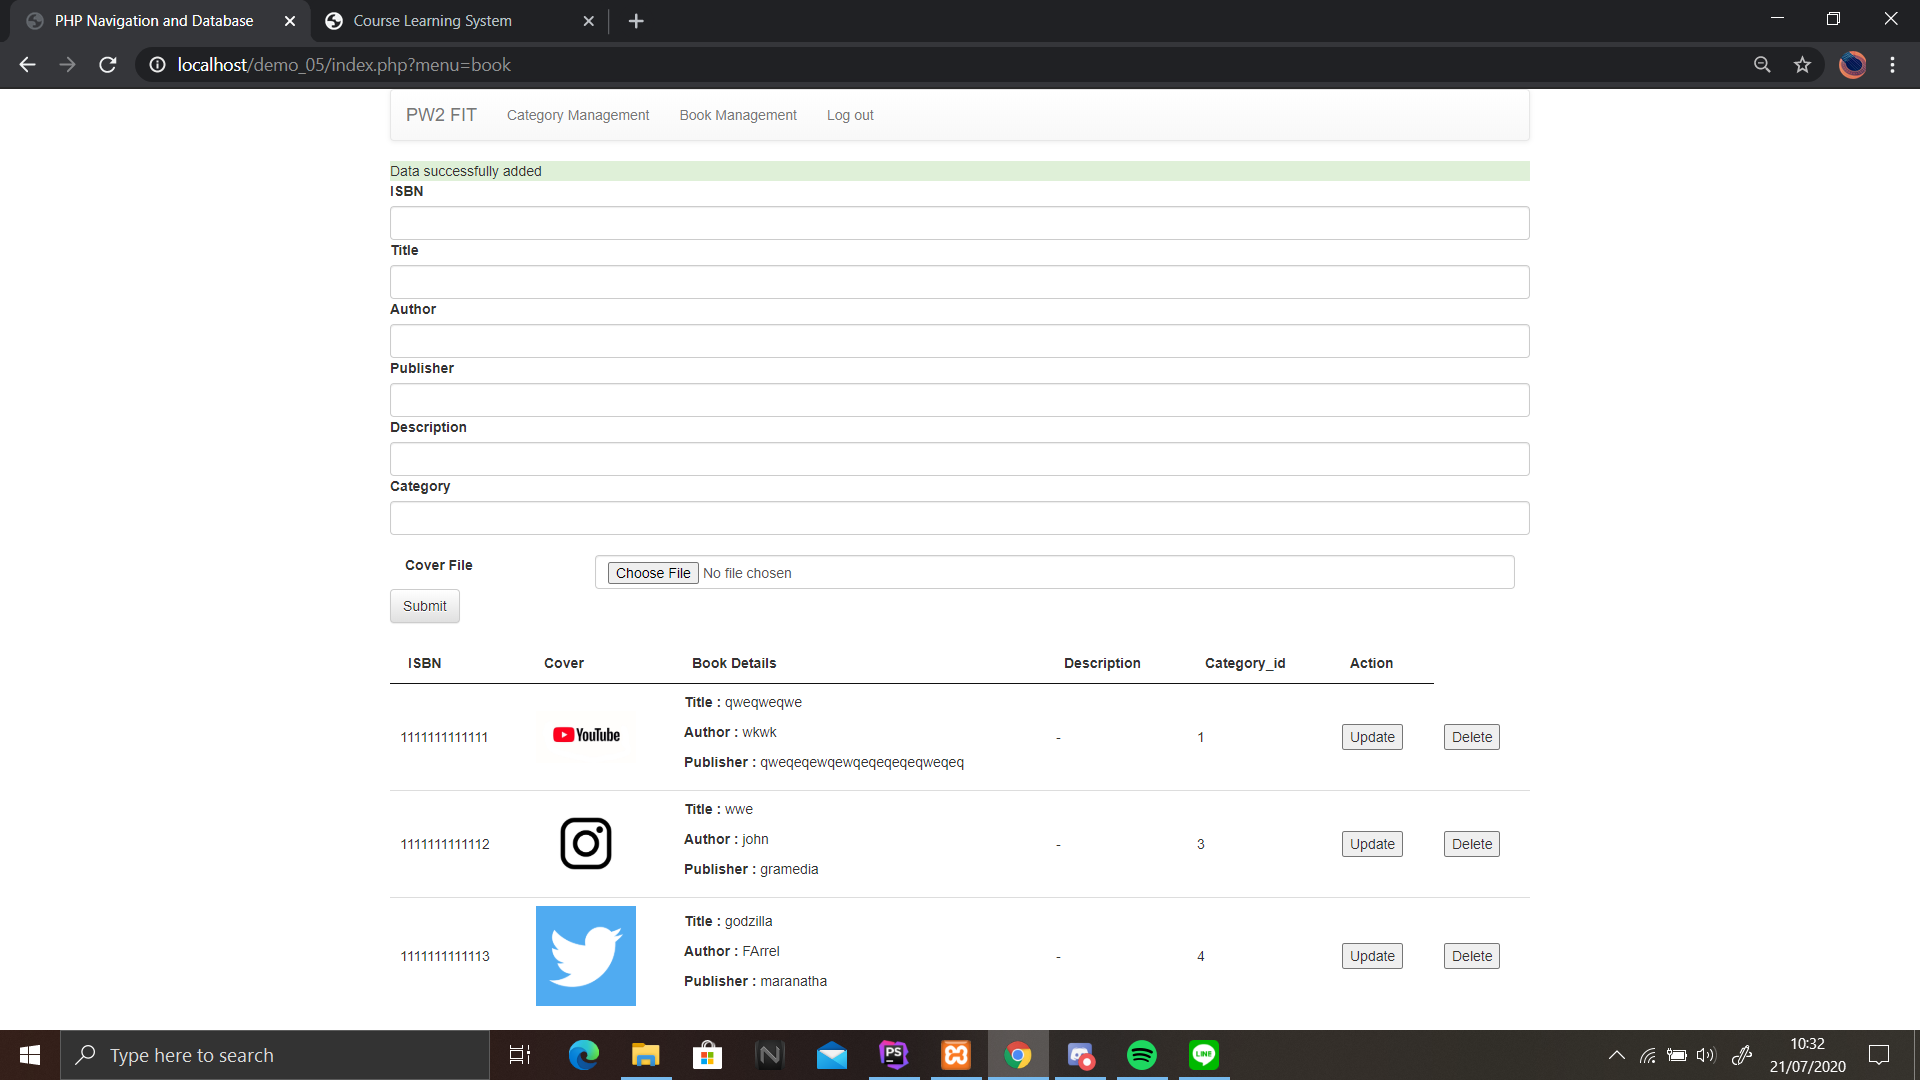 PHP Navigation and Database
Course Learning System
localhost/demo_05/index.php?menu=book
PW2 FIT Category Management Book Management Log out
Data successfully added
ISBN
Title
Author
Publisher
Description
Category
Cover File Choose File No file chosen
Submit
ISBN Cover Book Details Description Category_id Action
Title : qweqweqwe
1111111111111 YouTube Author : wkwk - 1 Update Delete
Publisher : qweqeqewqewqeqeqeqeqweqeq
Title : wwe
1111111111112 Author : john - 3 Update Delete
Publisher : gramedia
Title : godzilla
1111111111113 Author : FArrel - 4 Update Delete
Publisher : maranatha
Type here to search
PS
N
LINE
10:32
21/07/2020